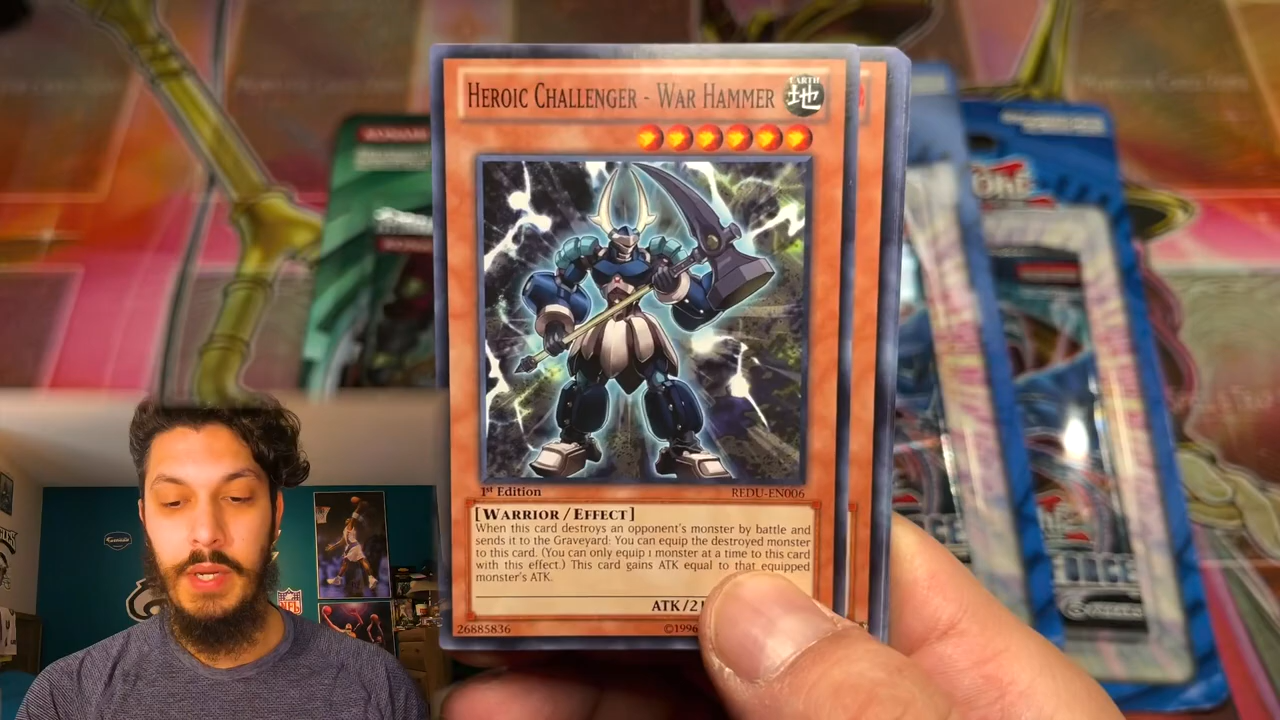 HEROIC CHALLENGER - WAR HAMMER
EARTH
地
1st Edition
REDU-EN006
[WARRIOR/EFFECT]
When this card destroys an opponent's monster by battle and
sends it to the Graveyard: You can equip the destroyed monster
to this card. (You can only equip 1 monster at a time to this card
with this effect.) This card gains ATK equal to that equipped
monster's ATK.
ATK/21
26885836
©1996
KONAMI
NFL